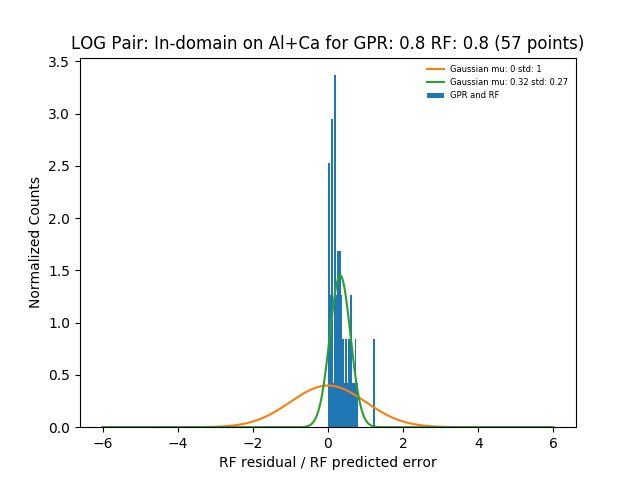 LOG Pair: In-domain on Al+Ca for GPR: 0.8 RF: 0.8 (57 points)
Gaussian mu: 0 std: 1
Gaussian mu: 0.32 std: 0.27
GPR and RF
Normalized Counts
3.5
3.0
2.5
2.0
1.5
1.0
0.5
0.0
−6 −4 −2 0 2 4 6
RF residual / RF predicted error